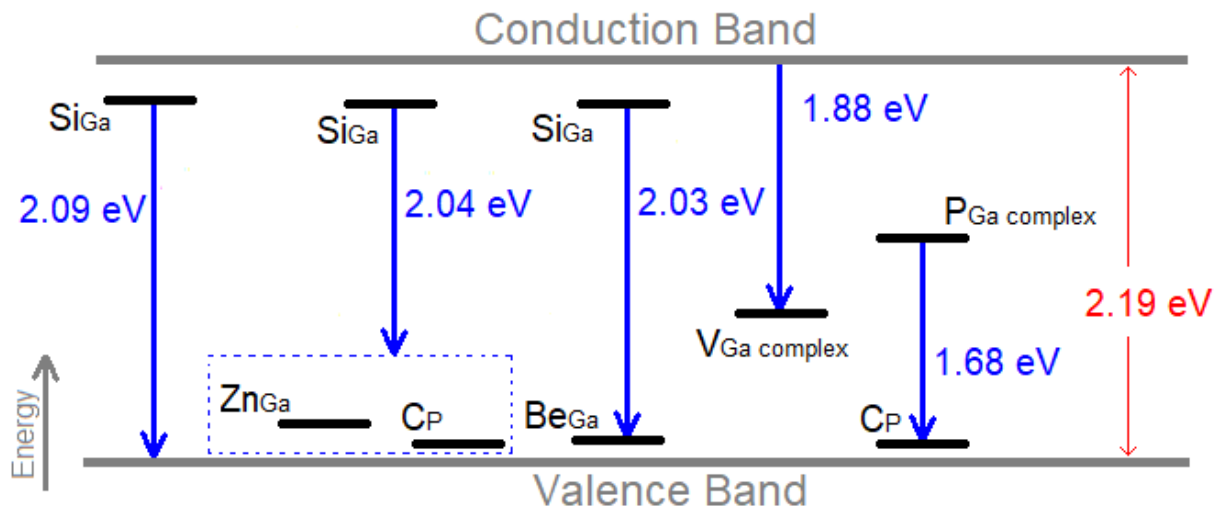 Conduction Band
SiGa
SiGa
SiGa
1.88 eV
2.09 eV
2.04 eV
2.03 eV
PGa complex
2.19 eV
VGa complex
1.68 eV
ZnGa
CP
BeGa
CP
Energy
Valence Band